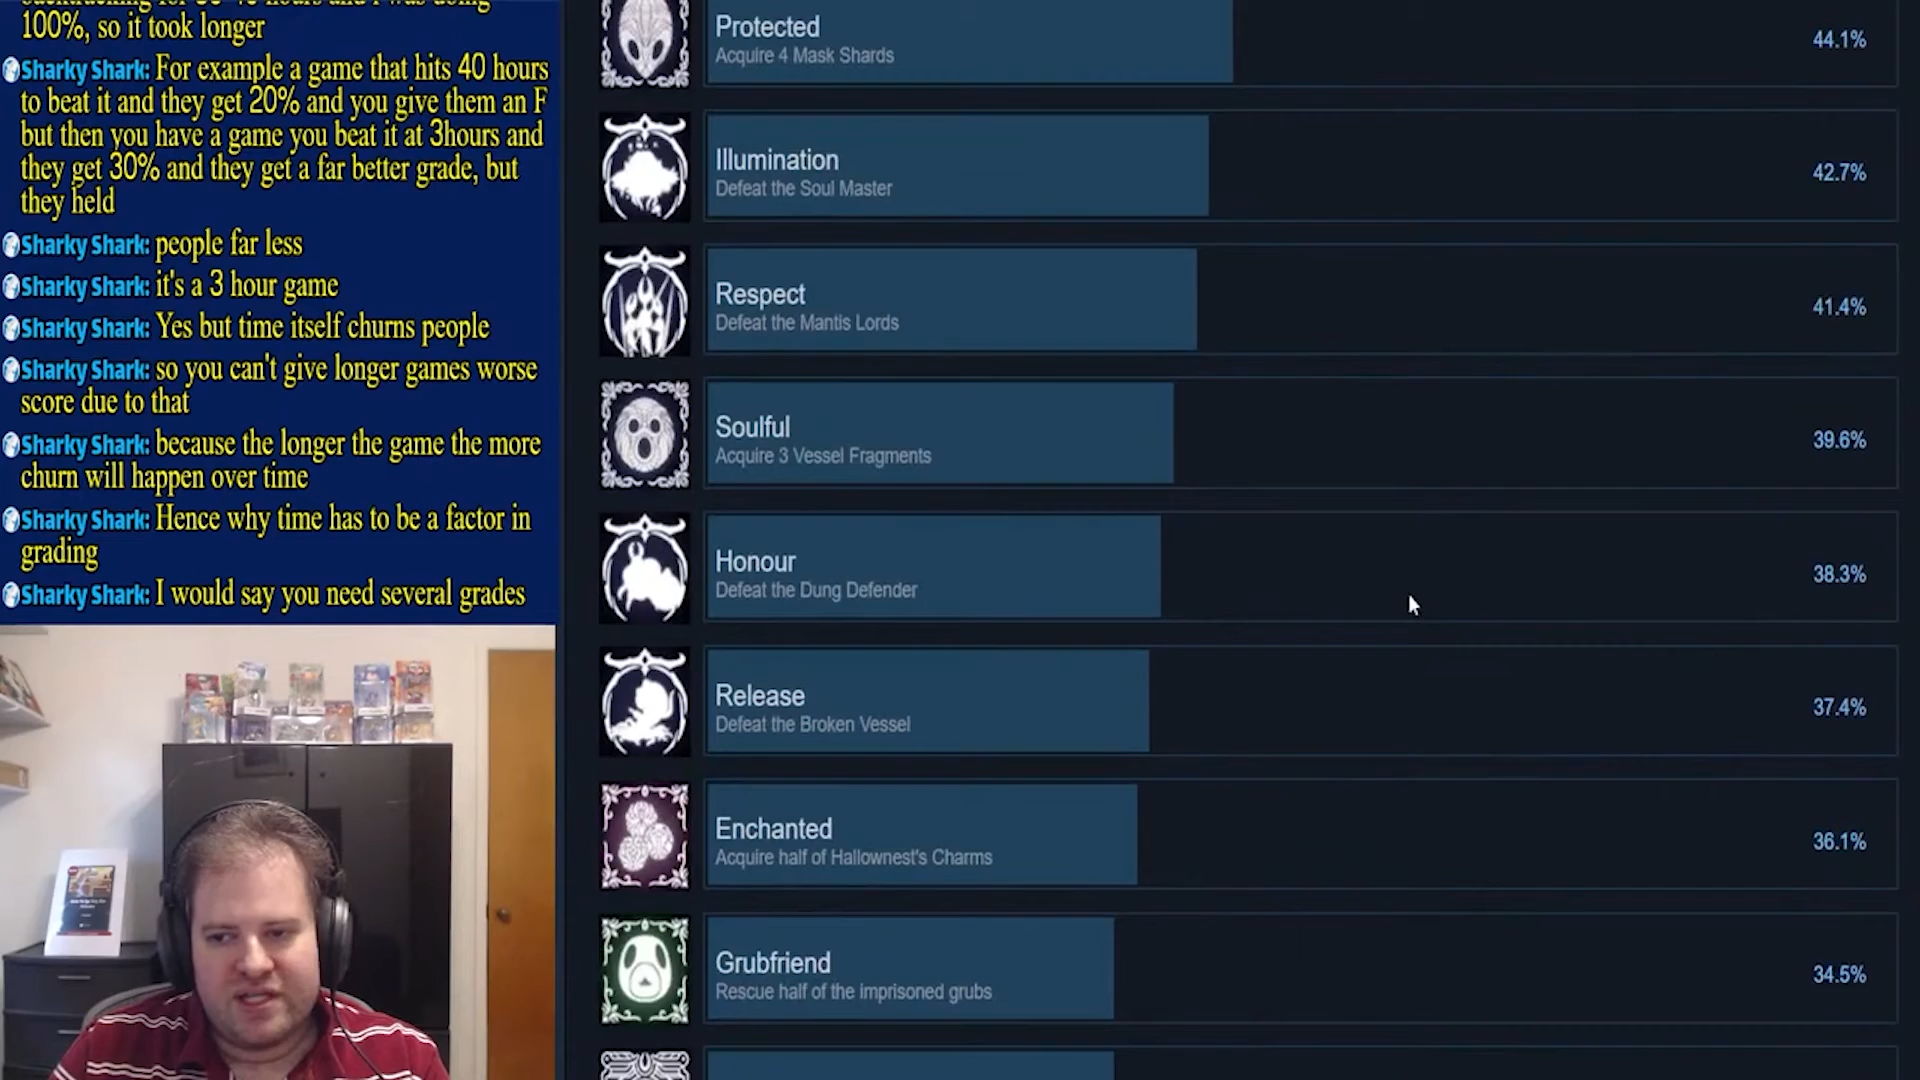 100%, so it took longer
Sharky Shark: For example a game that hits 40 hours
to beat it and they get 20% and you give them an F
but then you have a game you beat it at 3hours and
they get 30% and they get a far better grade, but
they held
Sharky Shark: people far less
Sharky Shark: it's a 3 hour game
Sharky Shark: Yes but time itself churns people
Sharky Shark: so you can't give longer games worse
score due to that
Sharky Shark: because the longer the game the more
churn will happen over time
Sharky Shark: Hence why time has to be a factor in
grading
Sharky Shark: I would say you need several grades
Protected
Acquire 4 Mask Shards
44.1%
Illumination
Defeat the Soul Master
42.7%
Respect
Defeat the Mantis Lords
41.4%
Soulful
Acquire 3 Vessel Fragments
39.6%
Honour
Defeat the Dung Defender
38.3%
Release
Defeat the Broken Vessel
37.4%
Enchanted
Acquire half of Hallownest's Charms
36.1%
Grubfriend
Rescue half of the imprisoned grubs
34.5%